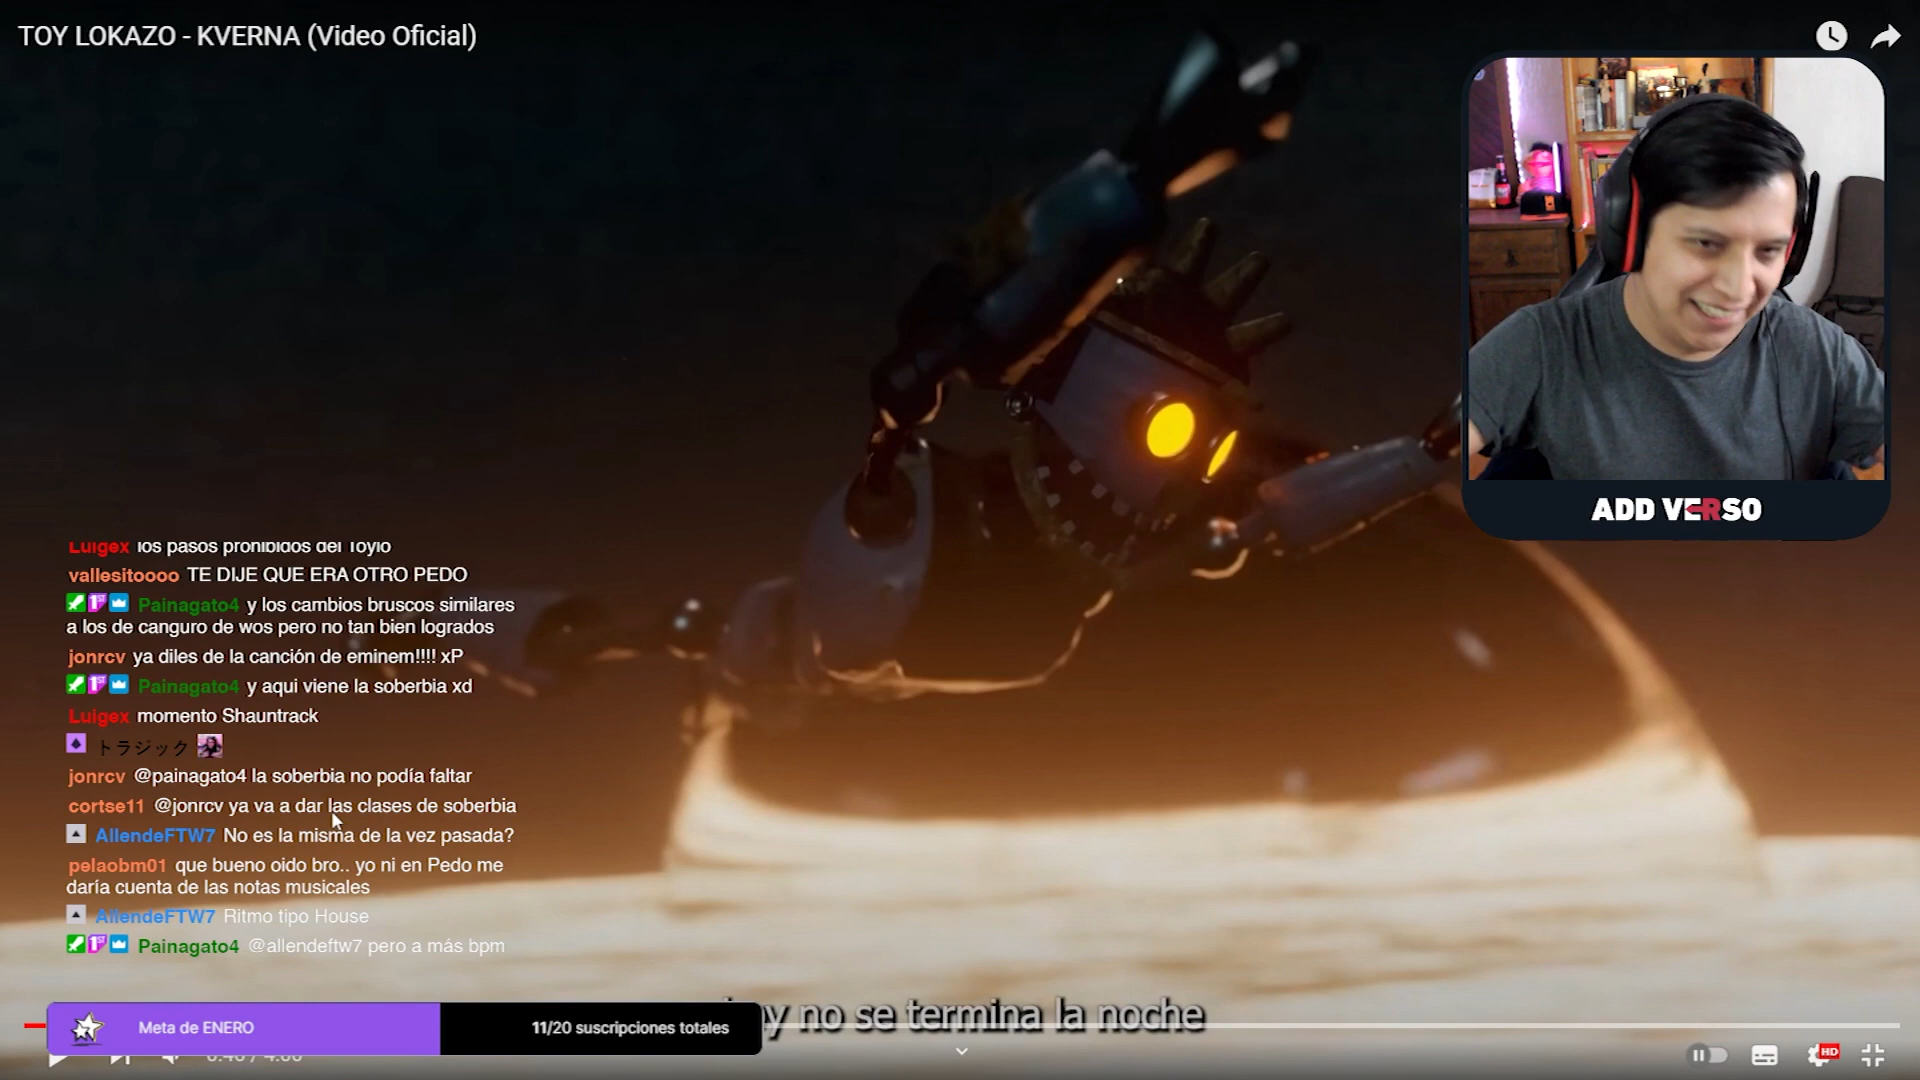 TOY LOKAZO - KVERNA (Video Oficial)
ADD VERSO
Luigex los pasos prohibidos del Toylo
vallesitoooo TE DIJE QUE ERA OTRO PEDO
Painagato4 y los cambios bruscos similares
a los de canguro de wos pero no tan bien logrados
jonrcv ya diles de la canción de eminem!!!! xP
Painagato4 y aqui viene la soberbia xd
Luigex momento Shauntrack
トラジック
jonrcv @painagato4 la soberbia no podía faltar
cortse11 @jonrcv ya va a dar las clases de soberbia
AllendeFTW7 No es la misma de la vez pasada?
pelaobm01 que bueno oido bro.. yo ni en Pedo me
daría cuenta de las notas musicales
AllendeFTW7 Ritmo tipo House
Painagato4 @allendeftw7 pero a más bpm
y no se termina la noche
Meta de ENERO
11/20 suscripciones totales
HD